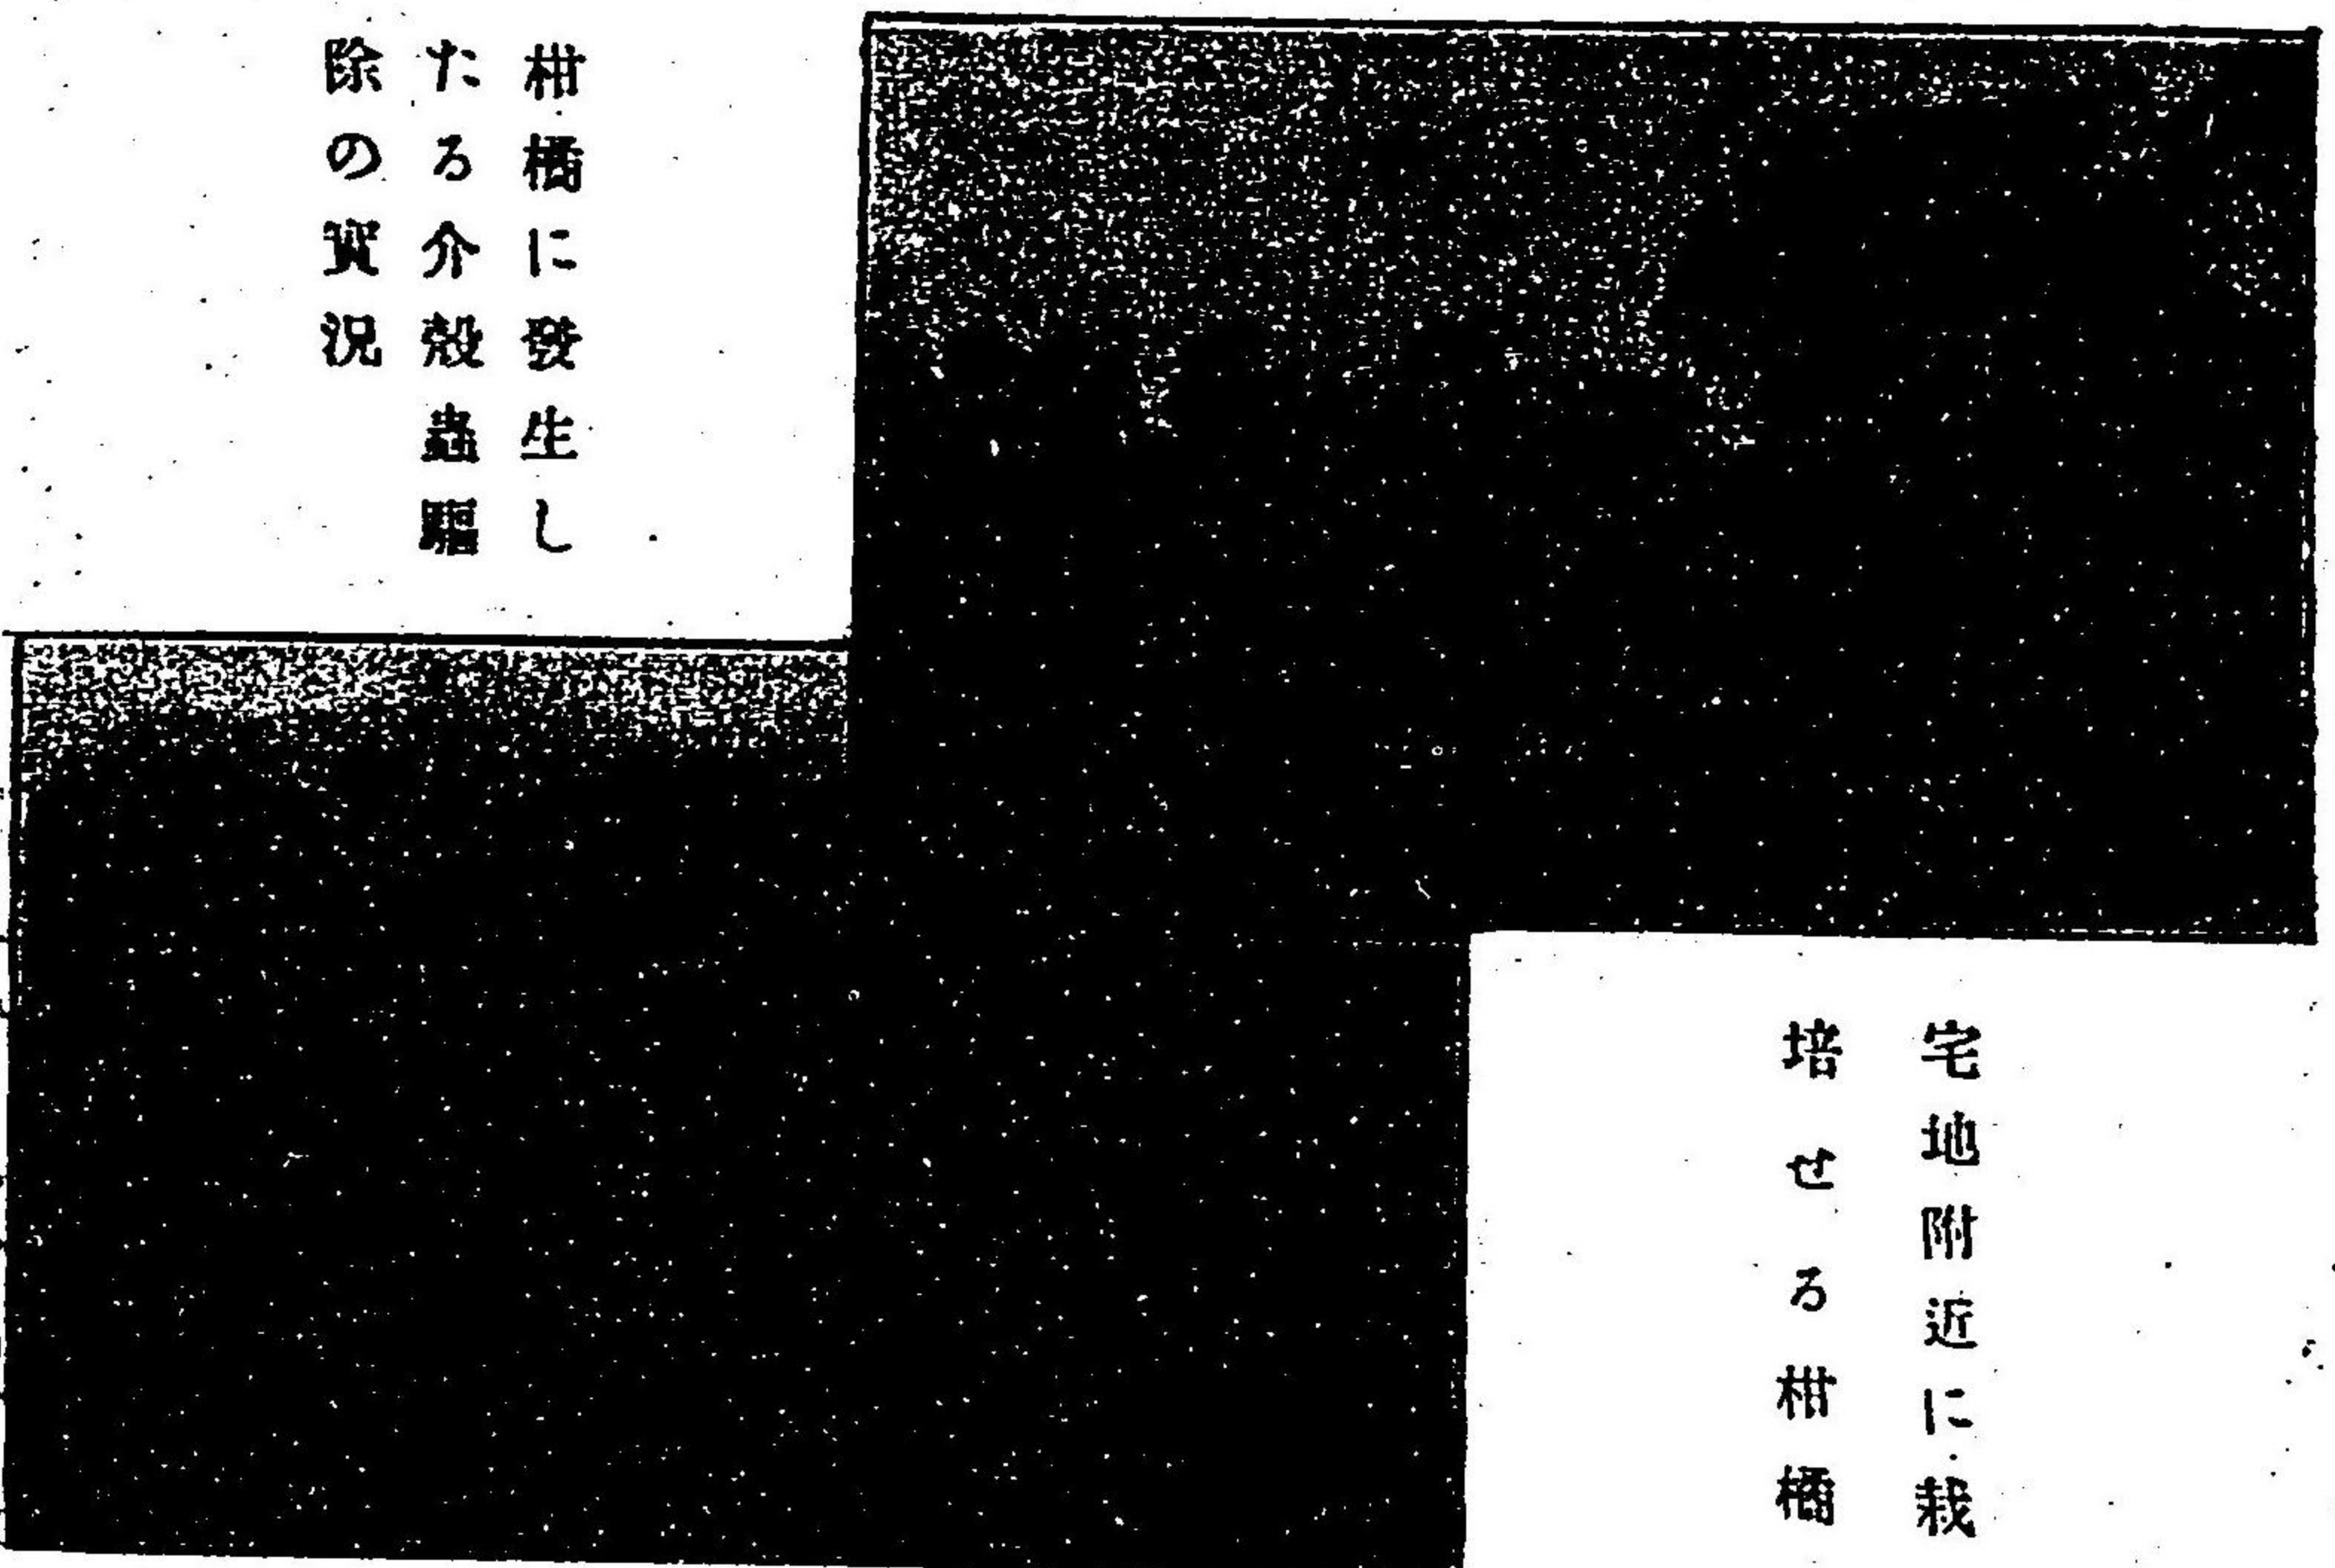 宅地附近に栽
培せる柑橘
柑橘に發生し
たる介殼蟲驅
除の實況